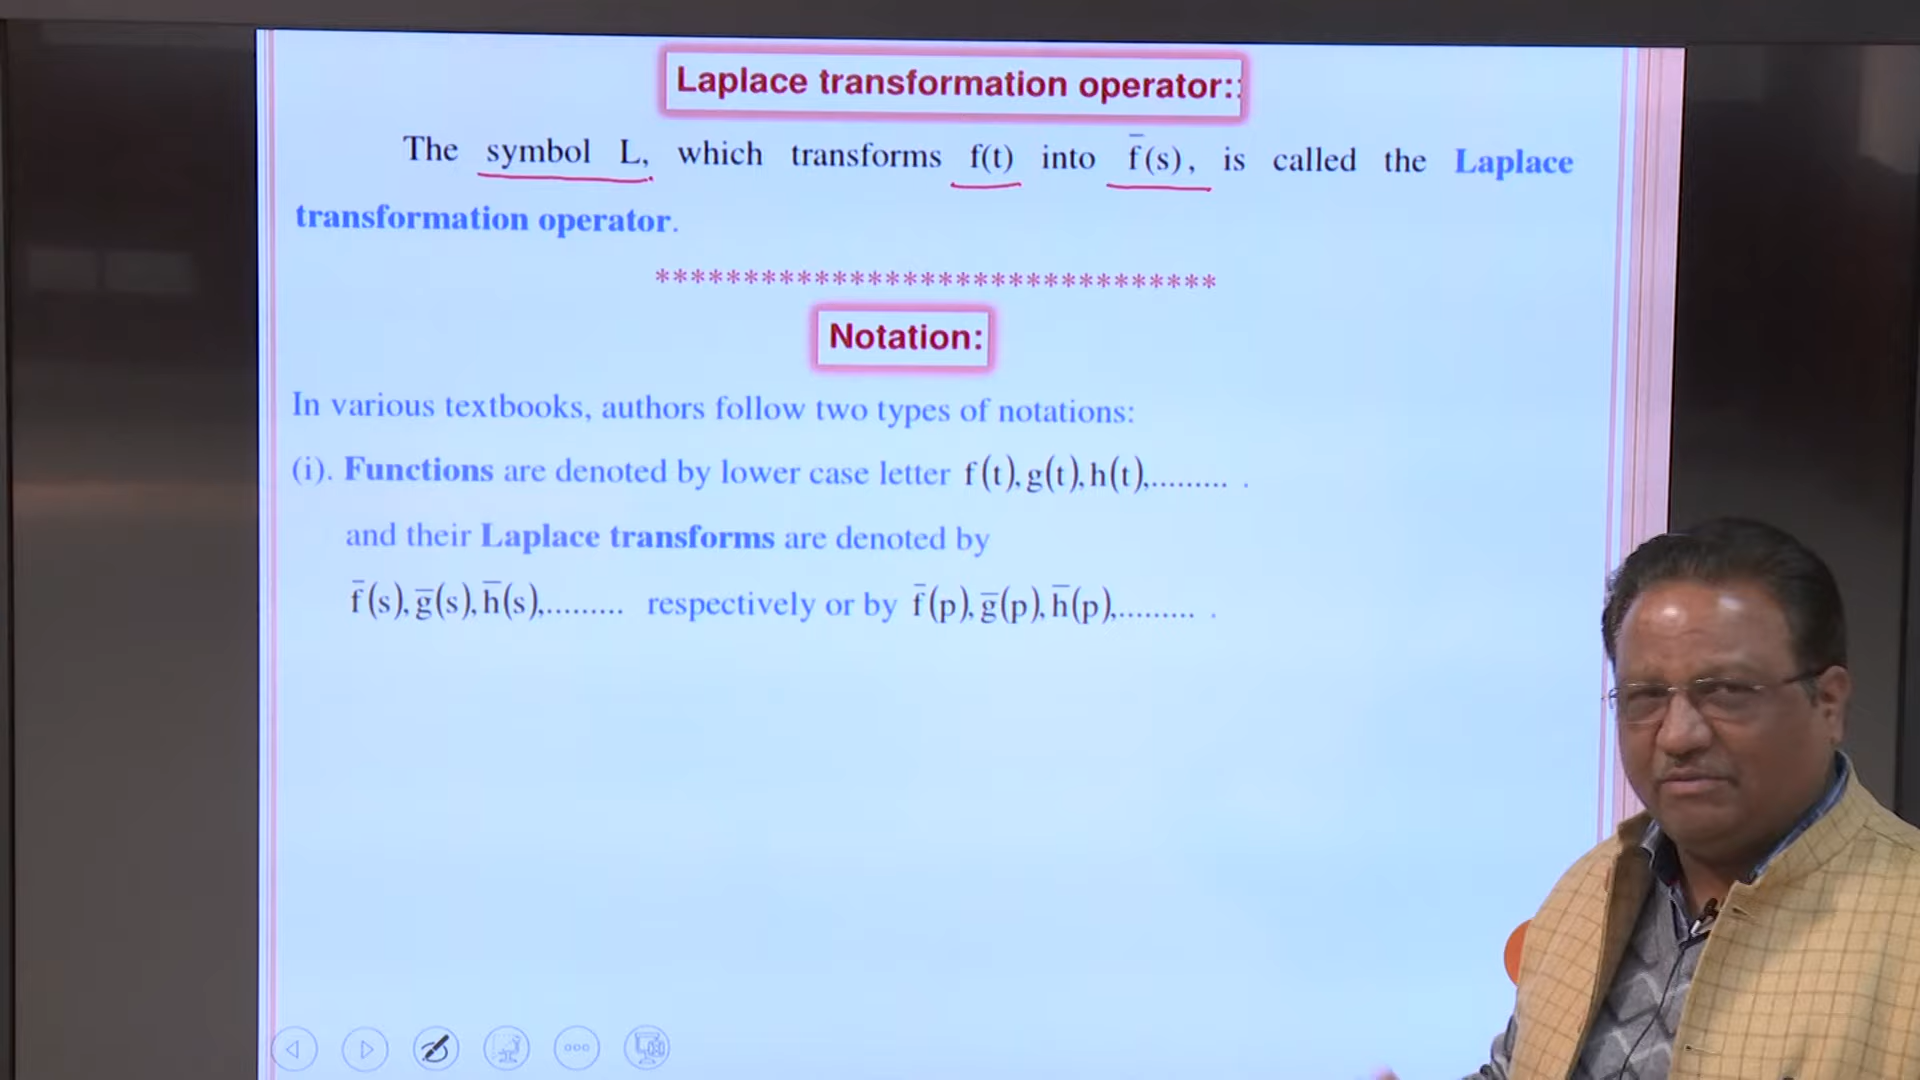 Laplace transformation operator::
The symbol L, which transforms f(t) into f̅(s), is called the Laplace
transformation operator.
********************************
Notation:
In various textbooks, authors follow two types of notations:
(i). Functions are denoted by lower case letter f(t), g(t), h(t),......... .
and their Laplace transforms are denoted by
f̅(s), g̅(s), h̅(s),......... respectively or by f̅(p), g̅(p), h̅(p),......... .